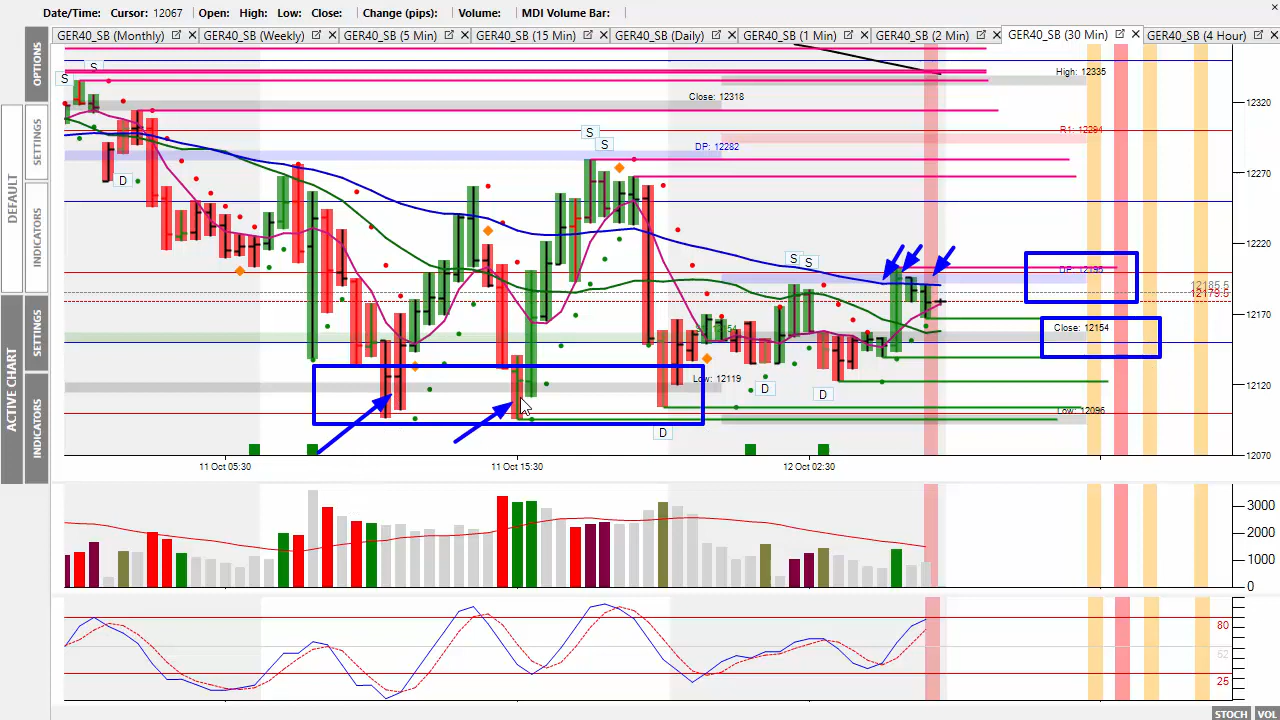 Date/Time: Cursor: 12067 Open: High: Low: Close: Change (pips): Volume: MDI Volume Bar:
GER40_SB (Monthly) GER40_SB (Weekly) GER40_SB (5 Min) GER40_SB (15 Min) GER40_SB (Daily) GER40_SB (1 Min) GER40_SB (2 Min) GER40_SB (30 Min) GER40_SB (4 Hour)
OPTIONS
SETTINGS
DEFAULT
INDICATORS
SETTINGS
ACTIVE CHART
INDICATORS
S
S
High: 12335
Close: 12318
12320
S
R1: 12294
S
DP: 12282
D
12270
12220
S
S
DP: 12195
12185.5
12179.5
12170
Close: 12154
Low: 12119
12120
D
D
Low: 12096
D
12070
11 Oct 05:30
11 Oct 15:30
12 Oct 02:30
3000
2000
1000
0
80
62
25
STOCH VOL